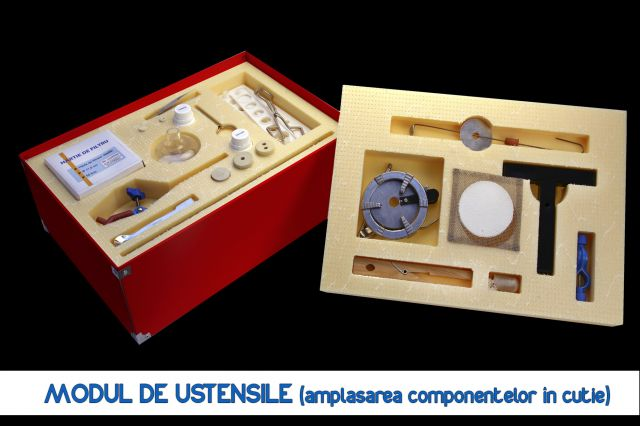 HARTIE DE FILTRU
MODUL DE USTENSILE (amplasarea componentelor in cutie)